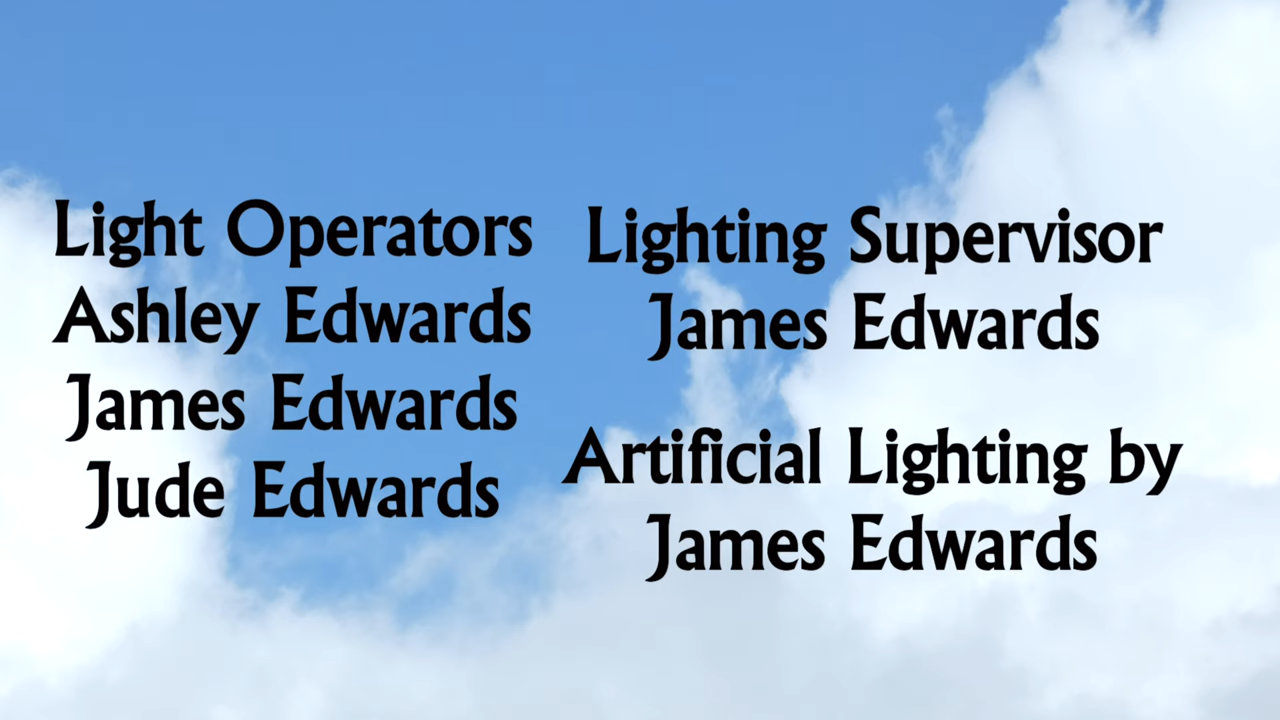 Light Operators
Ashley Edwards
James Edwards
Jude Edwards
Lighting Supervisor
James Edwards
Artificial Lighting by
James Edwards